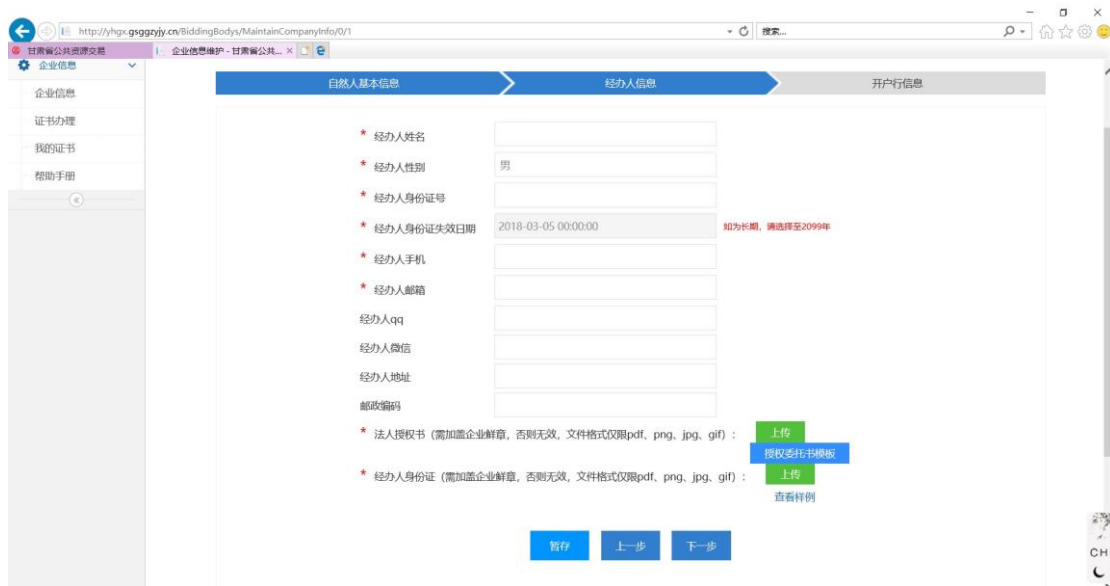 http://yhgx.gsggzyjy.cn/BiddingBodys/MaintainCompanyInfo/0/1
搜索...
甘肃省公共资源交易
企业信息维护 - 甘肃省公共... ×
企业信息
企业信息
证书办理
我的证书
帮助手册
自然人基本信息
经办人信息
开户行信息
* 经办人姓名
* 经办人性别 男
* 经办人身份证号
* 经办人身份证失效日期 2018-03-05 00:00:00 如为长期，请选择至2099年
* 经办人手机
* 经办人邮箱
经办人qq
经办人微信
经办人地址
邮政编码
* 法人授权书（需加盖企业鲜章，否则无效，文件格式仅限pdf、png、jpg、gif）： 上传
授权委托书模板
* 经办人身份证（需加盖企业鲜章，否则无效，文件格式仅限pdf、png、jpg、gif）： 上传
查看样例
暂存 上一步 下一步
CH